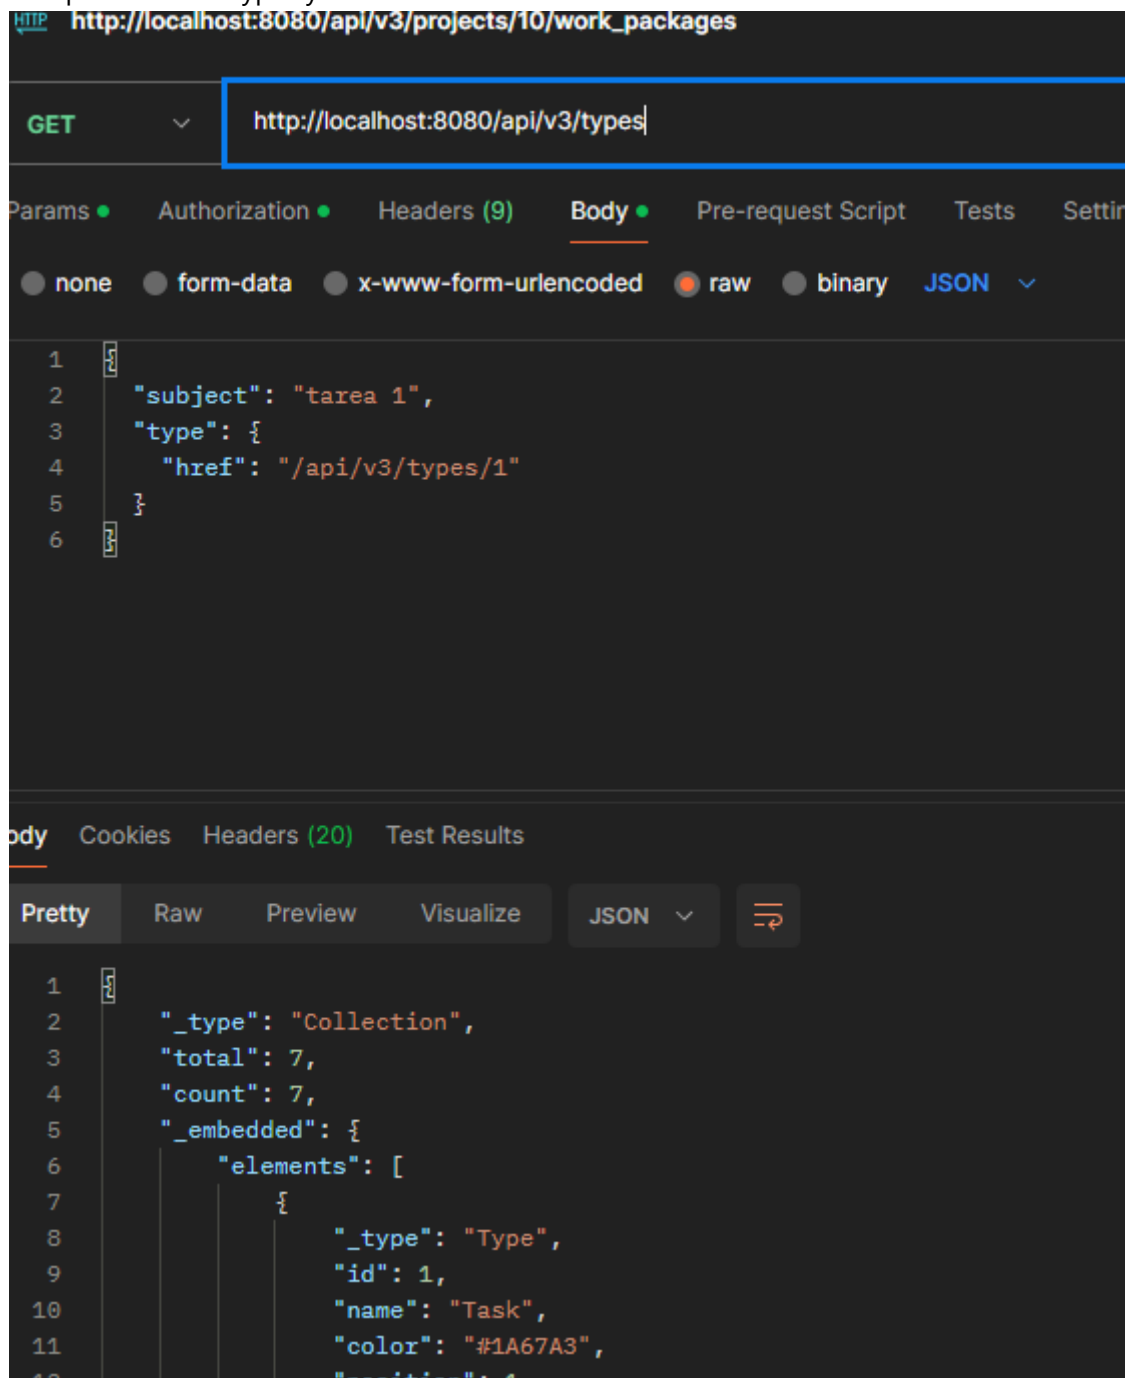 HTTP http://localhost:8080/api/v3/projects/10/work_packages
GET http://localhost:8080/api/v3/types
Params Authorization Headers (9) Body Pre-request Script Tests Settin
none form-data x-www-form-urlencoded raw binary JSON
1 {
2 "subject": "tarea 1",
3 "type": {
4 "href": "/api/v3/types/1"
5 }
6 }
ody Cookies Headers (20) Test Results
Pretty Raw Preview Visualize JSON
1 {
2 "_type": "Collection",
3 "total": 7,
4 "count": 7,
5 "_embedded": {
6 "elements": [
7 {
8 "_type": "Type",
9 "id": 1,
10 "name": "Task",
11 "color": "#1A67A3",